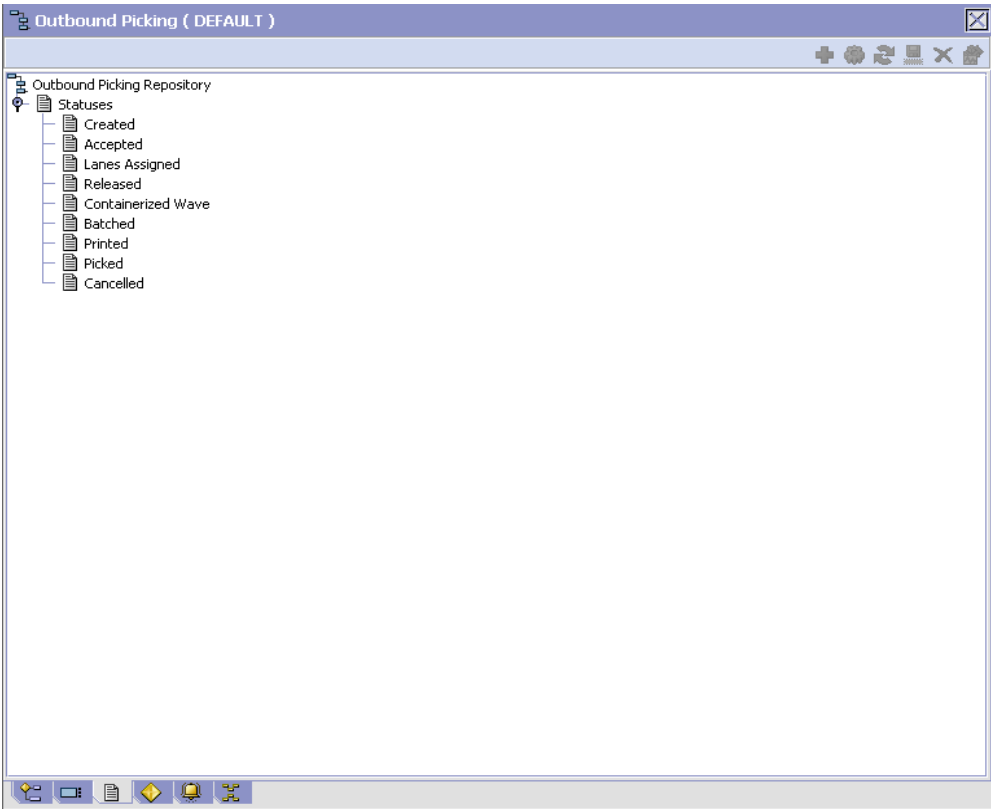 Outbound Picking ( DEFAULT )
Outbound Picking Repository
Statuses
Created
Accepted
Lanes Assigned
Released
Containerized Wave
Batched
Printed
Picked
Cancelled